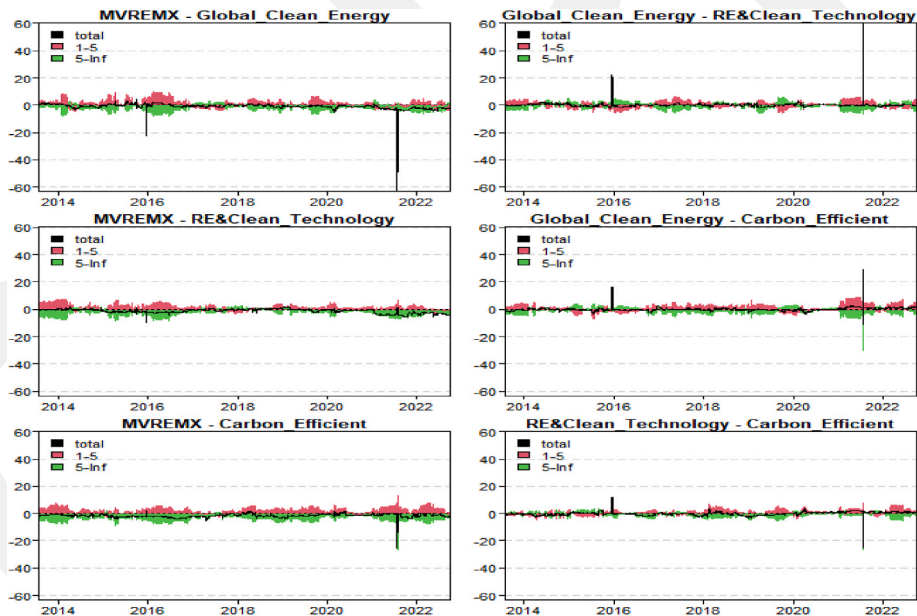 MVREMX - Global_Clean_Energy
60
40
20
0
-20
-40
-60
total
1-5
5-Inf
2014 2016 2018 2020 2022
Global_Clean_Energy - RE&Clean_Technology
60
40
20
0
-20
-40
-60
total
1-5
5-Inf
2014 2016 2018 2020 2022
MVREMX - RE&Clean_Technology
60
40
20
0
-20
-40
-60
total
1-5
5-Inf
2014 2016 2018 2020 2022
Global_Clean_Energy - Carbon_Efficient
60
40
20
0
-20
-40
-60
total
1-5
5-Inf
2014 2016 2018 2020 2022
MVREMX - Carbon_Efficient
60
40
20
0
-20
-40
-60
total
1-5
5-Inf
2014 2016 2018 2020 2022
RE&Clean_Technology - Carbon_Efficient
60
40
20
0
-20
-40
-60
total
1-5
5-Inf
2014 2016 2018 2020 2022